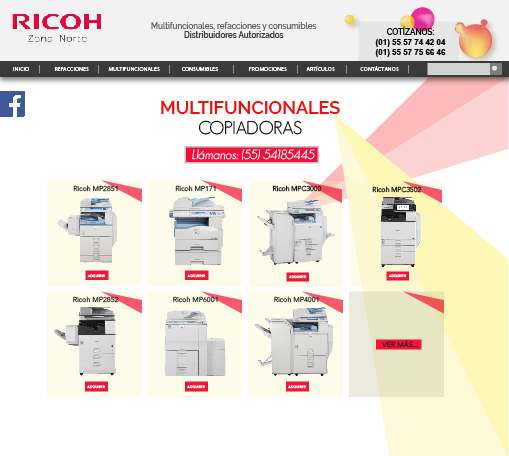 RICOH
Zona Norte
Multifuncionales, refacciones y consumibles
Distribuidores Autorizados
COTÍZANOS:
(01) 55 57 74 42 04
(01) 55 57 75 66 46
INICIO REFACCIONES MULTIFUNCIONALES CONSUMIBLES PROMOCIONES ARTÍCULOS CONTÁCTANOS
f
MULTIFUNCIONALES
COPIADORAS
Llámanos: (55) 54185445
Ricoh MP2851 Ricoh MP171 Ricoh MPC3000 Ricoh MPC3502
ADQUIRIR ADQUIRIR ADQUIRIR ADQUIRIR
Ricoh MP2852 Ricoh MP6001 Ricoh MP4001
VER MÁS...
ADQUIRIR ADQUIRIR ADQUIRIR